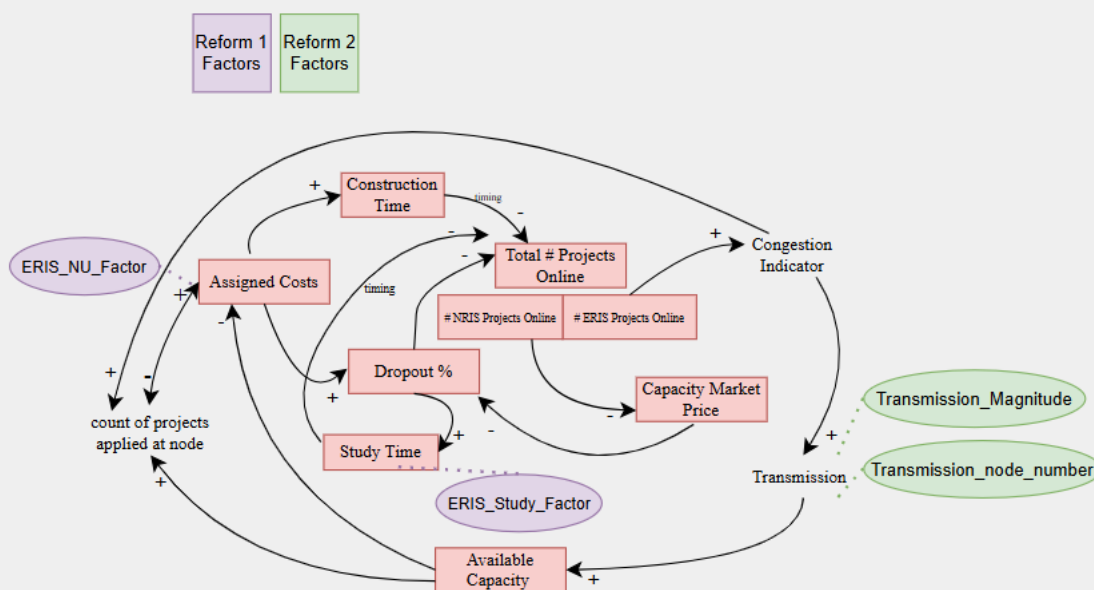 Reform 1
Factors
Reform 2
Factors
+
Construction
Time
timing
-
-
-
Total # Projects
Online
+
Congestion
Indicator
ERIS_NU_Factor
+
Assigned Costs
-
timing
# NRIS Projects Online
# ERIS Projects Online
+
-
count of projects
applied at node
+
+
Dropout %
-
-
Capacity Market
Price
Transmission_Magnitude
+
+
Study Time
Transmission
Transmission_node_number
ERIS_Study_Factor
Available
Capacity
+